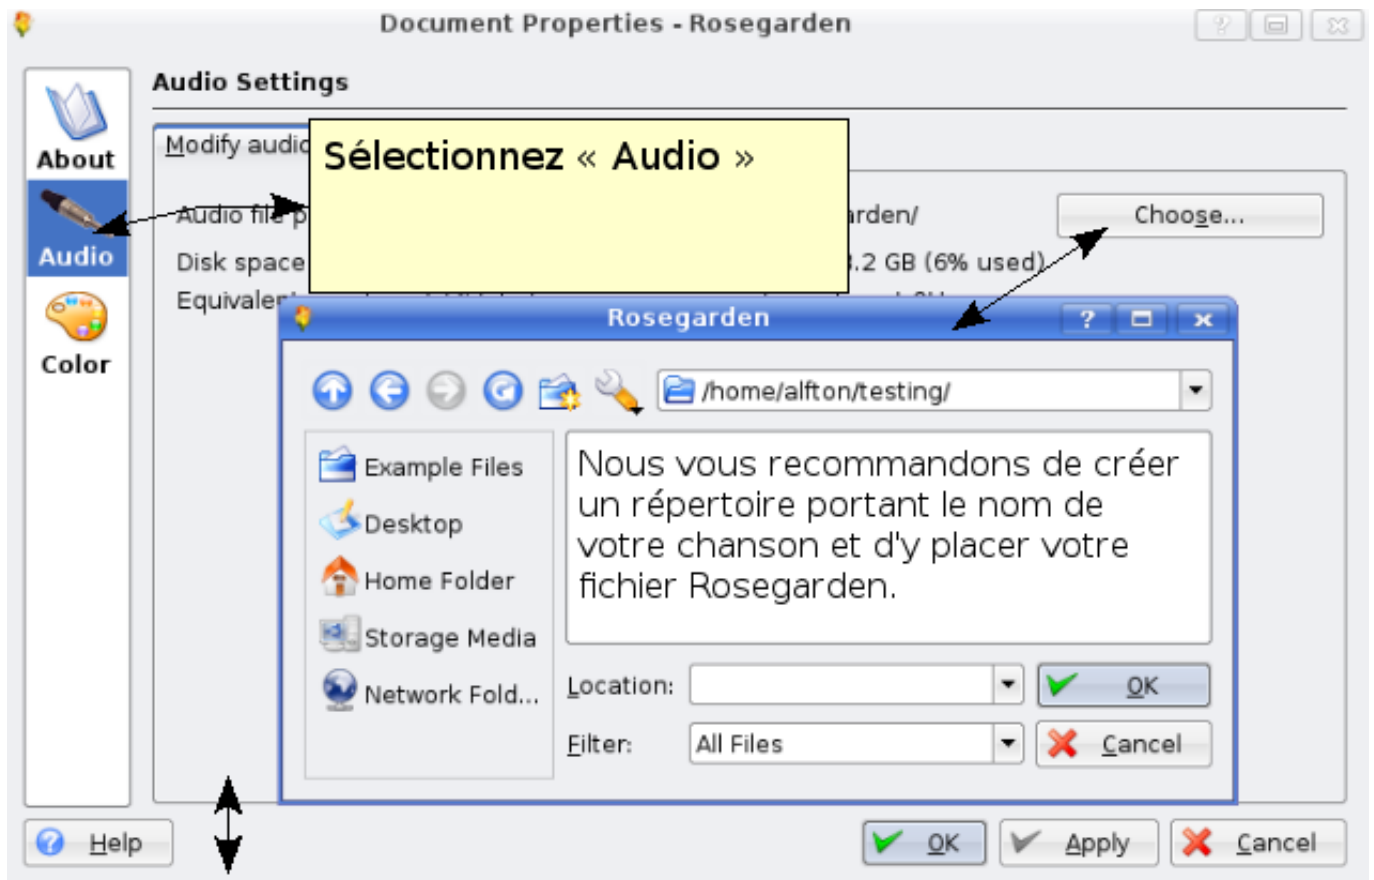 Document Properties - Rosegarden
Audio Settings
About
Audio
Color
Modify audio
Sélectionnez « Audio »
Audio file
arden/
Choose...
Disk space
.2 GB (6% used)
Rosegarden
/home/alfton/testing/
Example Files
Desktop
Home Folder
Storage Media
Network Fold...
Nous vous recommandons de créer
un répertoire portant le nom de
votre chanson et d'y placer votre
fichier Rosegarden.
Location:
OK
Filter:
All Files
Cancel
Help
OK
Apply
Cancel